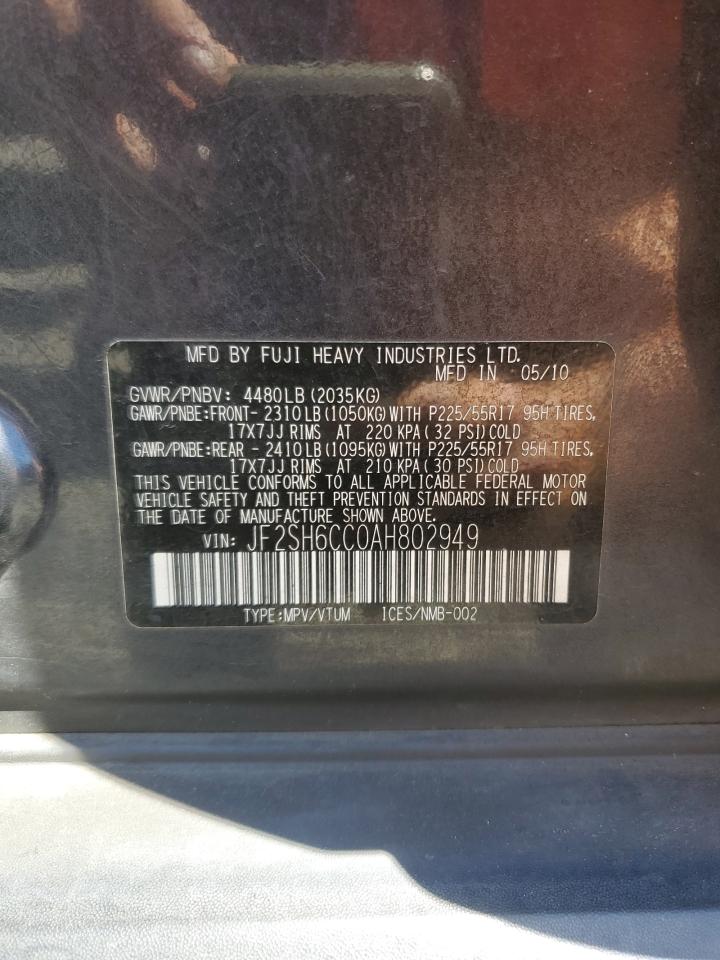 MFD BY FUJI HEAVY INDUSTRIES LTD.
MFD IN 05/10
GVWR/PNBV: 4480LB (2035KG)
GAWR/PNBE:FRONT- 2310LB (1050KG) WITH P225/55R17 95H TIRES,
17X7JJ RIMS AT 220 KPA ( 32 PSI) COLD
GAWR/PNBE:REAR - 2410LB (1095KG) WITH P225/55R17 95H TIRES,
17X7JJ RIMS AT 210 KPA ( 30 PSI) COLD
THIS VEHICLE CONFORMS TO ALL APPLICABLE FEDERAL MOTOR
VEHICLE SAFETY AND THEFT PREVENTION STANDARDS IN EFFECT ON
THE DATE OF MANUFACTURE SHOWN ABOVE.
VIN: JF2SH6CC0AH802949
TYPE:MPV/VTUM ICES/NMB-002